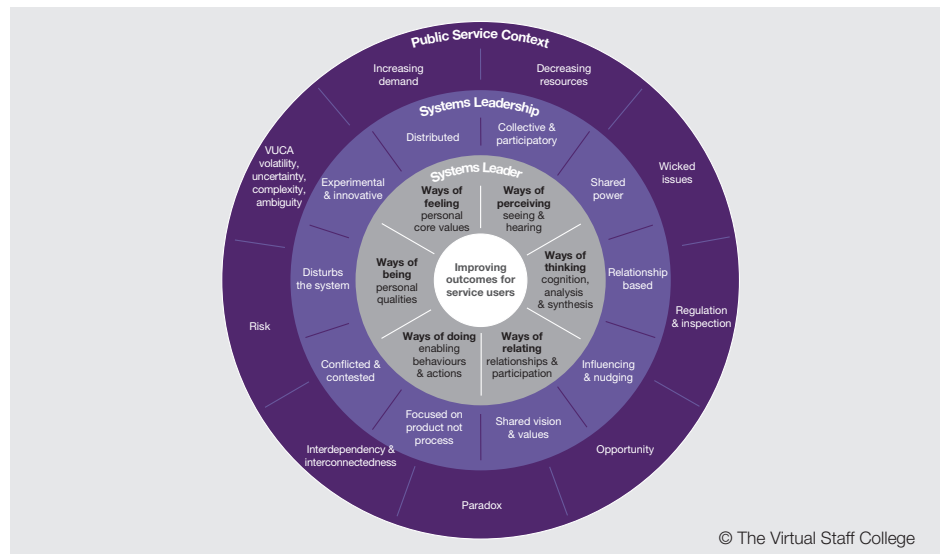 Public Service Context
Increasing
demand
Decreasing
resources
Wicked
issues
Regulation
& inspection
Opportunity
Paradox
Interdependency &
interconnectedness
Risk
VUCA
volatility,
uncertainty,
complexity,
ambiguity
Systems Leadership
Distributed
Collective &
participatory
Shared
power
Relationship
based
Influencing
& nudging
Shared vision
& values
Focused on
product not
process
Conflicted &
contested
Disturbs
the system
Experimental
& innovative
Systems Leader
Ways of
feeling
personal
core values
Ways of
perceiving
seeing &
hearing
Ways of
thinking
cognition,
analysis
& synthesis
Ways of
relating
relationships &
participation
Ways of doing
enabling
behaviours
& actions
Ways of
being
personal
qualities
Improving
outcomes for
service users
© The Virtual Staff College